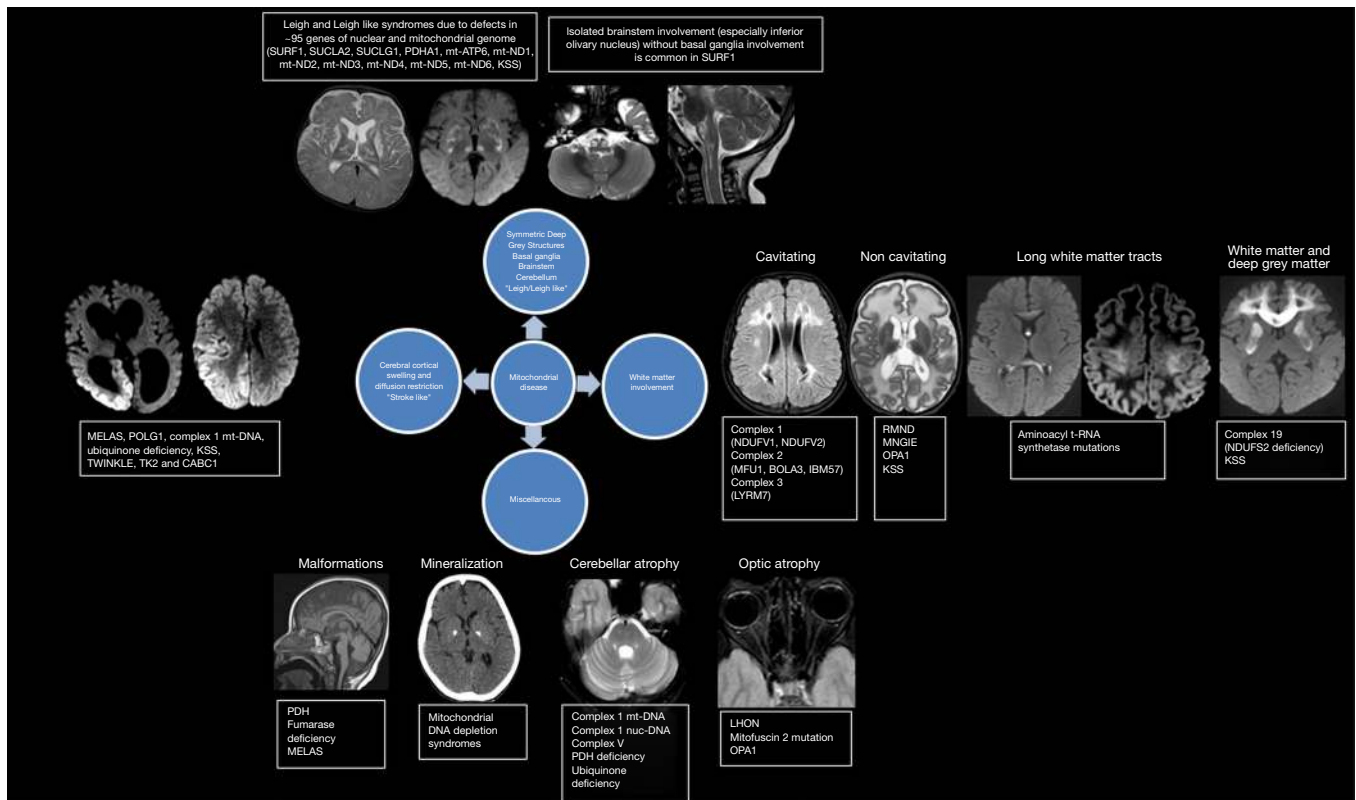 Leigh and Leigh like syndromes due to defects in
~95 genes of nuclear and mitochondrial genome
(SURF1, SUCLA2, SUCLG1, PDHA1, mt-ATP6, mt-ND1,
mt-ND2, mt-ND3, mt-ND4, mt-ND5, mt-ND6, KSS)
Isolated brainstem involvement (especially inferior
olivary nucleus) without basal ganglia involvement
is common in SURF1
Symmetric Deep
Grey Structures
Basal ganglia
Brainstem
Cerebellum
"Leigh/Leigh like"
Cerebral cortical
swelling and
diffusion restriction
"Stroke like"
Mitochondrial
disease
White matter
involvement
Miscellancous
MELAS, POLG1, complex 1 mt-DNA,
ubiquinone deficiency, KSS,
TWINKLE, TK2 and CABC1
Cavitating
Complex 1
(NDUFV1, NDUFV2)
Complex 2
(MFU1, BOLA3, IBM57)
Complex 3
(LYRM7)
Non cavitating
RMND
MNGIE
OPA1
KSS
Long white matter tracts
Aminoacyl t-RNA
synthetase mutations
White matter and
deep grey matter
Complex 19
(NDUFS2 deficiency)
KSS
Malformations
PDH
Fumarase
deficiency
MELAS
Mineralization
Mitochondrial
DNA depletion
syndromes
Cerebellar atrophy
Complex 1 mt-DNA
Complex 1 nuc-DNA
Complex V
PDH deficiency
Ubiquinone
deficiency
Optic atrophy
LHON
Mitofuscin 2 mutation
OPA1